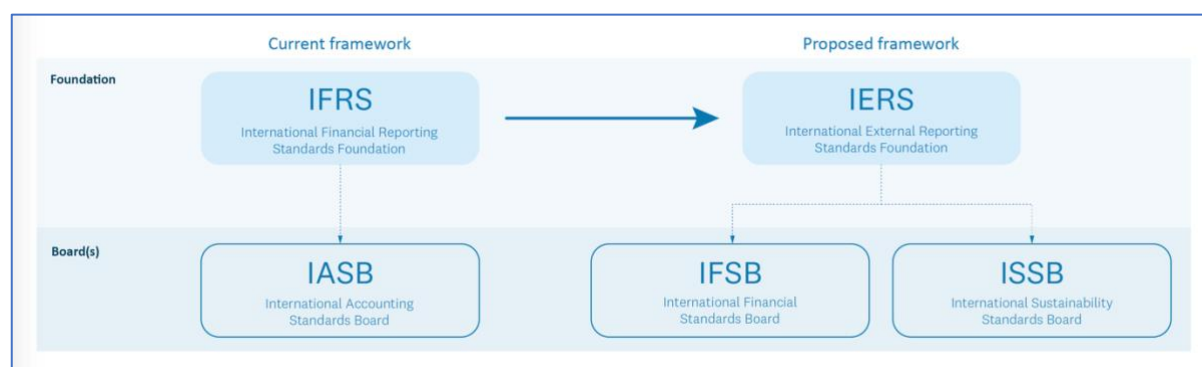 Current framework
Proposed framework
Foundation
IFRS
International Financial Reporting
Standards Foundation
IERS
International External Reporting
Standards Foundation
Board(s)
IASB
International Accounting
Standards Board
IFSB
International Financial
Standards Board
ISSB
International Sustainability
Standards Board